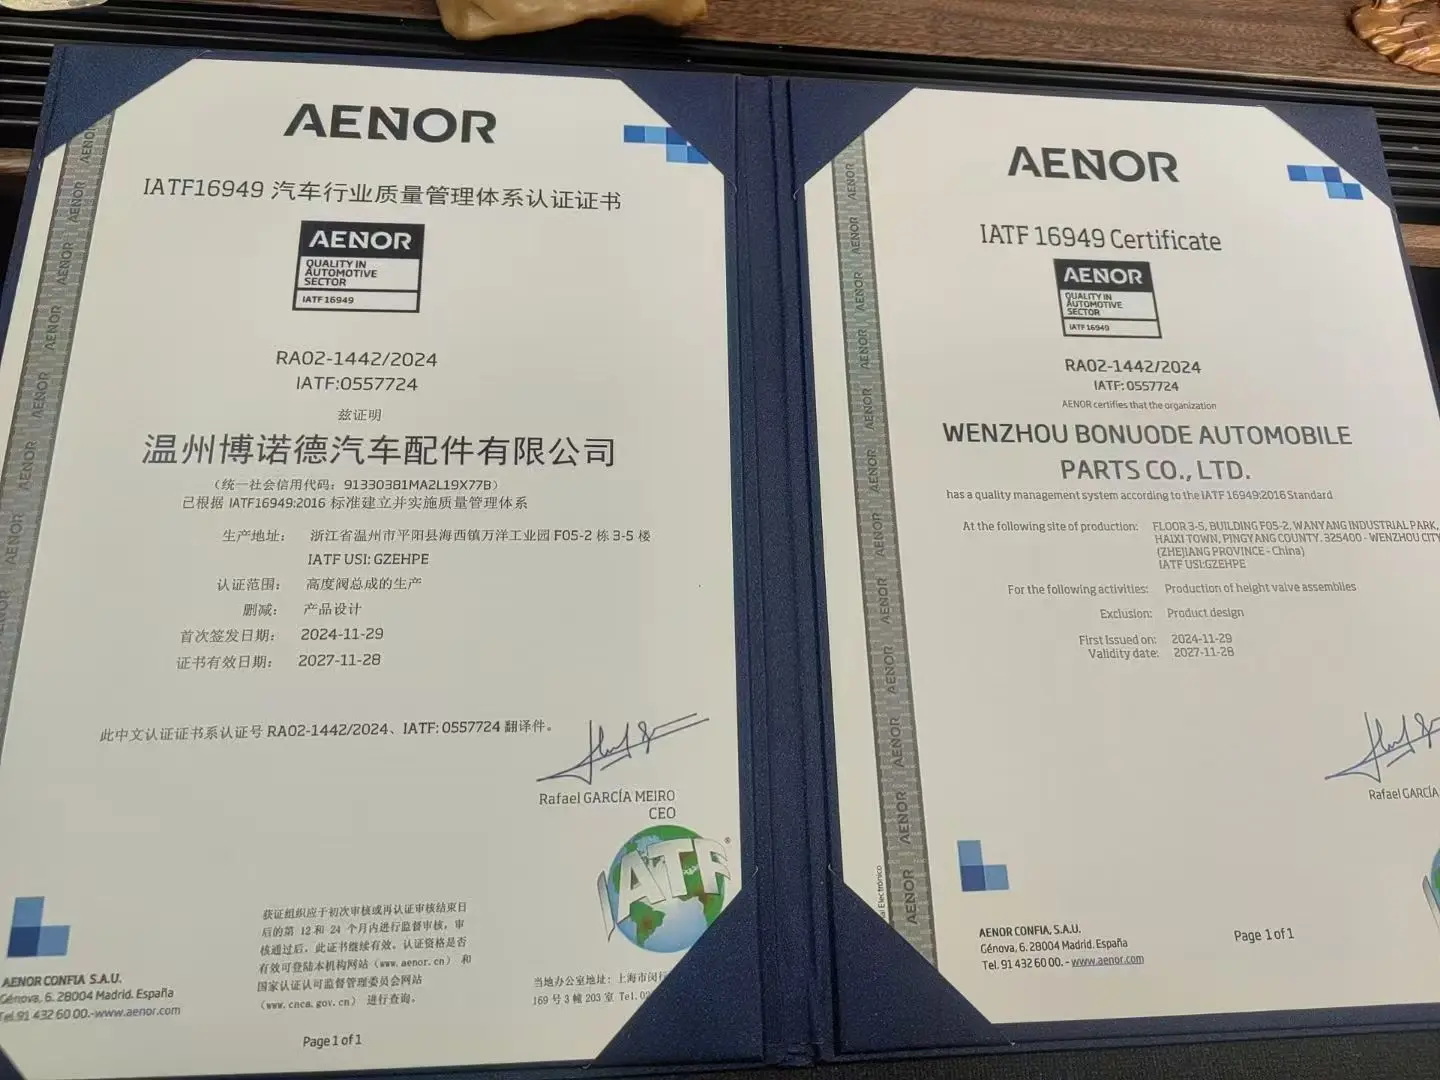 AENOR
IATF16949 汽车行业质量管理体系认证证书
AENOR
QUALITY IN
AUTOMOTIVE
SECTOR
IATF 16949
RA02-1442/2024
IATF:0557724
兹证明
温州博诺德汽车配件有限公司
(统一社会信用代码: 91330381MA2L19X77B)
已根据 IATF16949:2016 标准建立并实施质量管理体系
生产地址: 浙江省温州市平阳县海西镇万洋工业园 F05-2 栋 3-5 楼
IATF USI: GZEHPE
认证范围: 高度阀总成的生产
删减: 产品设计
首次签发日期: 2024-11-29
证书有效日期: 2027-11-28
此中文认证证书系认证号 RA02-1442/2024、IATF: 0557724 翻译件。
Rafael GARCÍA MEIRO
CEO
IATF
获证组织应于初次审核或再认证审核结束日
后的第 12 和 24 个月内进行监督审核, 审
核通过后, 此证书继续有效。认证资格是否
有效可登陆本机构网站 (www.aenor.cn) 和
国家认证认可监督管理委员会网站
(www.cnca.gov.cn) 进行查询。
当地办公室地址: 上海市闵行
169 号 3 幢 203 室 Tel.02
AENOR CONFIA S.A.U.
Génova, 6. 28004 Madrid. España
Tel.91 432 60 00.-www.aenor.com
Page 1 of 1
AENOR
IATF 16949 Certificate
AENOR
QUALITY IN
AUTOMOTIVE
SECTOR
IATF 16949
RA02-1442/2024
IATF: 0557724
AENOR certifies that the organization
WENZHOU BONUODE AUTOMOBILE
PARTS CO., LTD.
has a quality management system according to the IATF 16949:2016 Standard
At the following site of production: FLOOR 3-5, BUILDING F05-2, WANYANG INDUSTRIAL PARK,
HAIXI TOWN, PINGYANG COUNTY. 325400 - WENZHOU CITY
(ZHEJIANG PROVINCE - China)
IATF USI:GZEHPE
For the following activities: Production of height valve assemblies
Exclusion: Product design
First Issued on: 2024-11-29
Validity date: 2027-11-28
Rafael GARCÍA
AENOR CONFIA, S.A.U.
Génova, 6. 28004 Madrid. España
Tel. 91 432 60 00. - www.aenor.com
Page 1 of 1